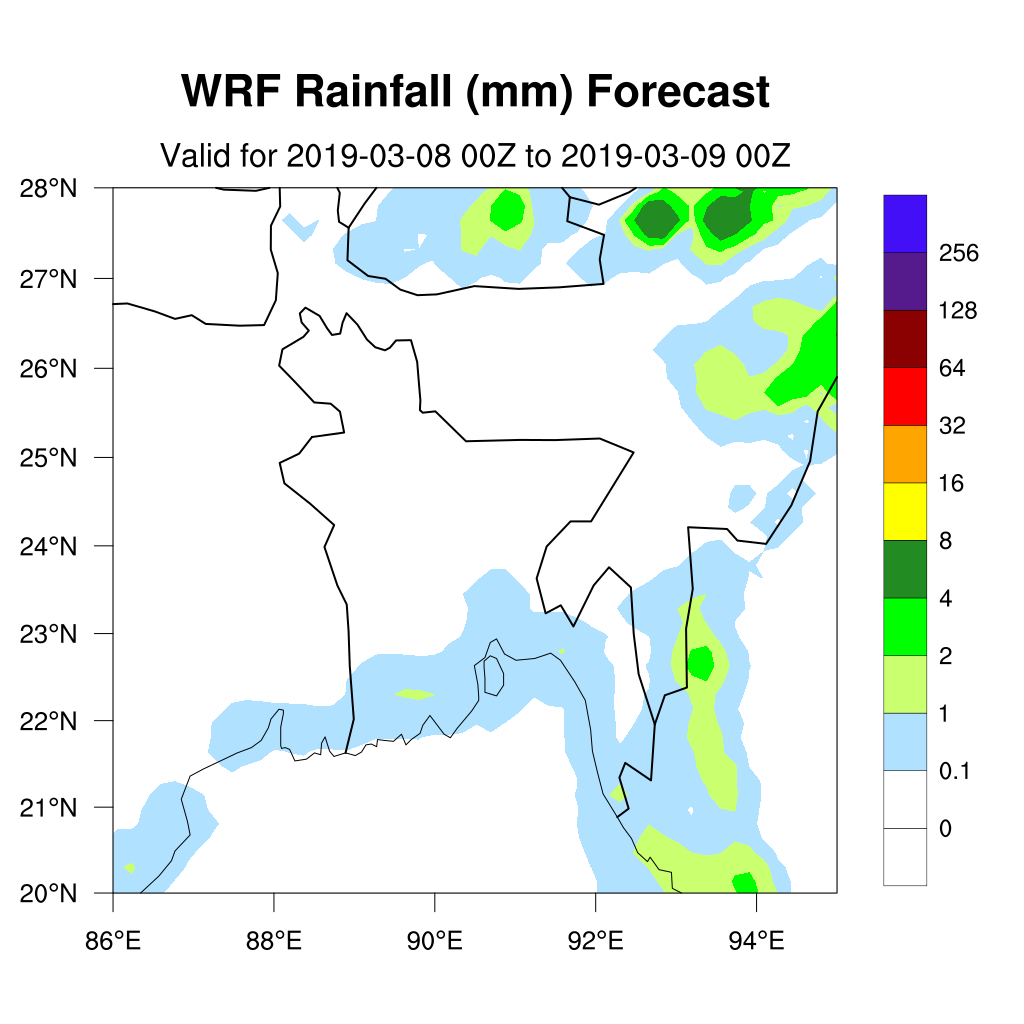 WRF Rainfall (mm) Forecast
Valid for 2019-03-08 00Z to 2019-03-09 00Z
28°N
27°N
26°N
25°N
24°N
23°N
22°N
21°N
20°N
86°E 88°E 90°E 92°E 94°E
256
128
64
32
16
8
4
2
1
0.1
0